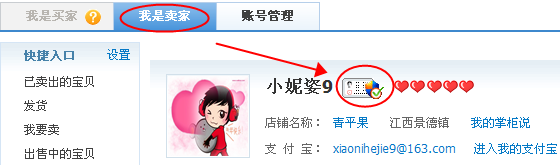 我是买家 我是卖家 账号管理
快捷入口 设置
已卖出的宝贝
发货
我要卖
出售中的宝贝
小妮姿9
店铺名称： 青平果 江西景德镇 我的掌柜说
支 付 宝： xiaonihejie9@163.com 进入我的支付宝